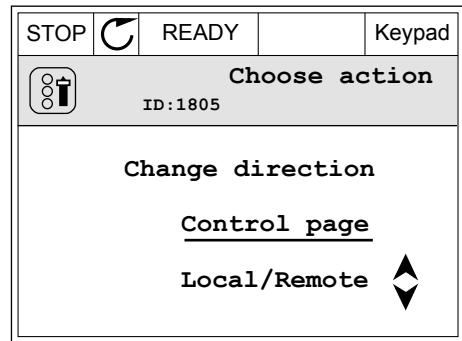 STOP READY Keypad
Choose action
ID:1805
Change direction
Control page
Local/Remote